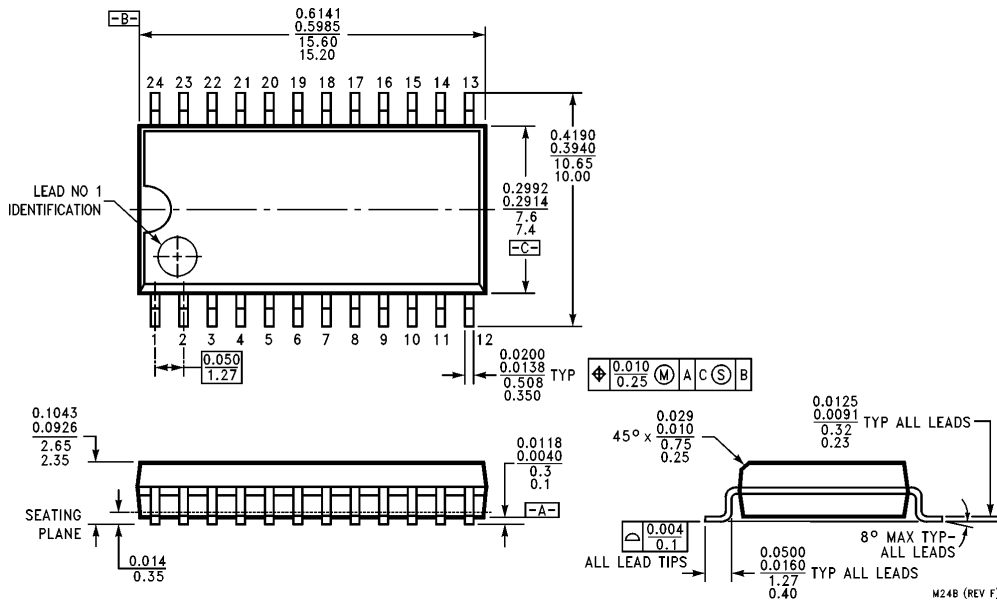 -B-
0.6141
0.5985
15.60
15.20
24 23 22 21 20 19 18 17 16 15 14 13
0.4190
0.3940
10.65
10.00
0.2992
0.2914
7.6
7.4
-C-
LEAD NO 1
IDENTIFICATION
1 2 3 4 5 6 7 8 9 10 11 12
0.050
1.27
0.0200
0.0138
0.508
0.350
TYP
⌖ 0.010
0.25 Ⓜ A C Ⓢ B
0.1043
0.0926
2.65
2.35
SEATING
PLANE
0.014
0.35
0.0118
0.0040
0.3
0.1
-A-
45° x 0.029
0.010
0.75
0.25
0.0125
0.0091
0.32
0.23
TYP ALL LEADS
0.004
0.1
ALL LEAD TIPS
0.0500
0.0160
1.27
0.40
TYP ALL LEADS
8° MAX TYP-
ALL LEADS
M24B (REV F)